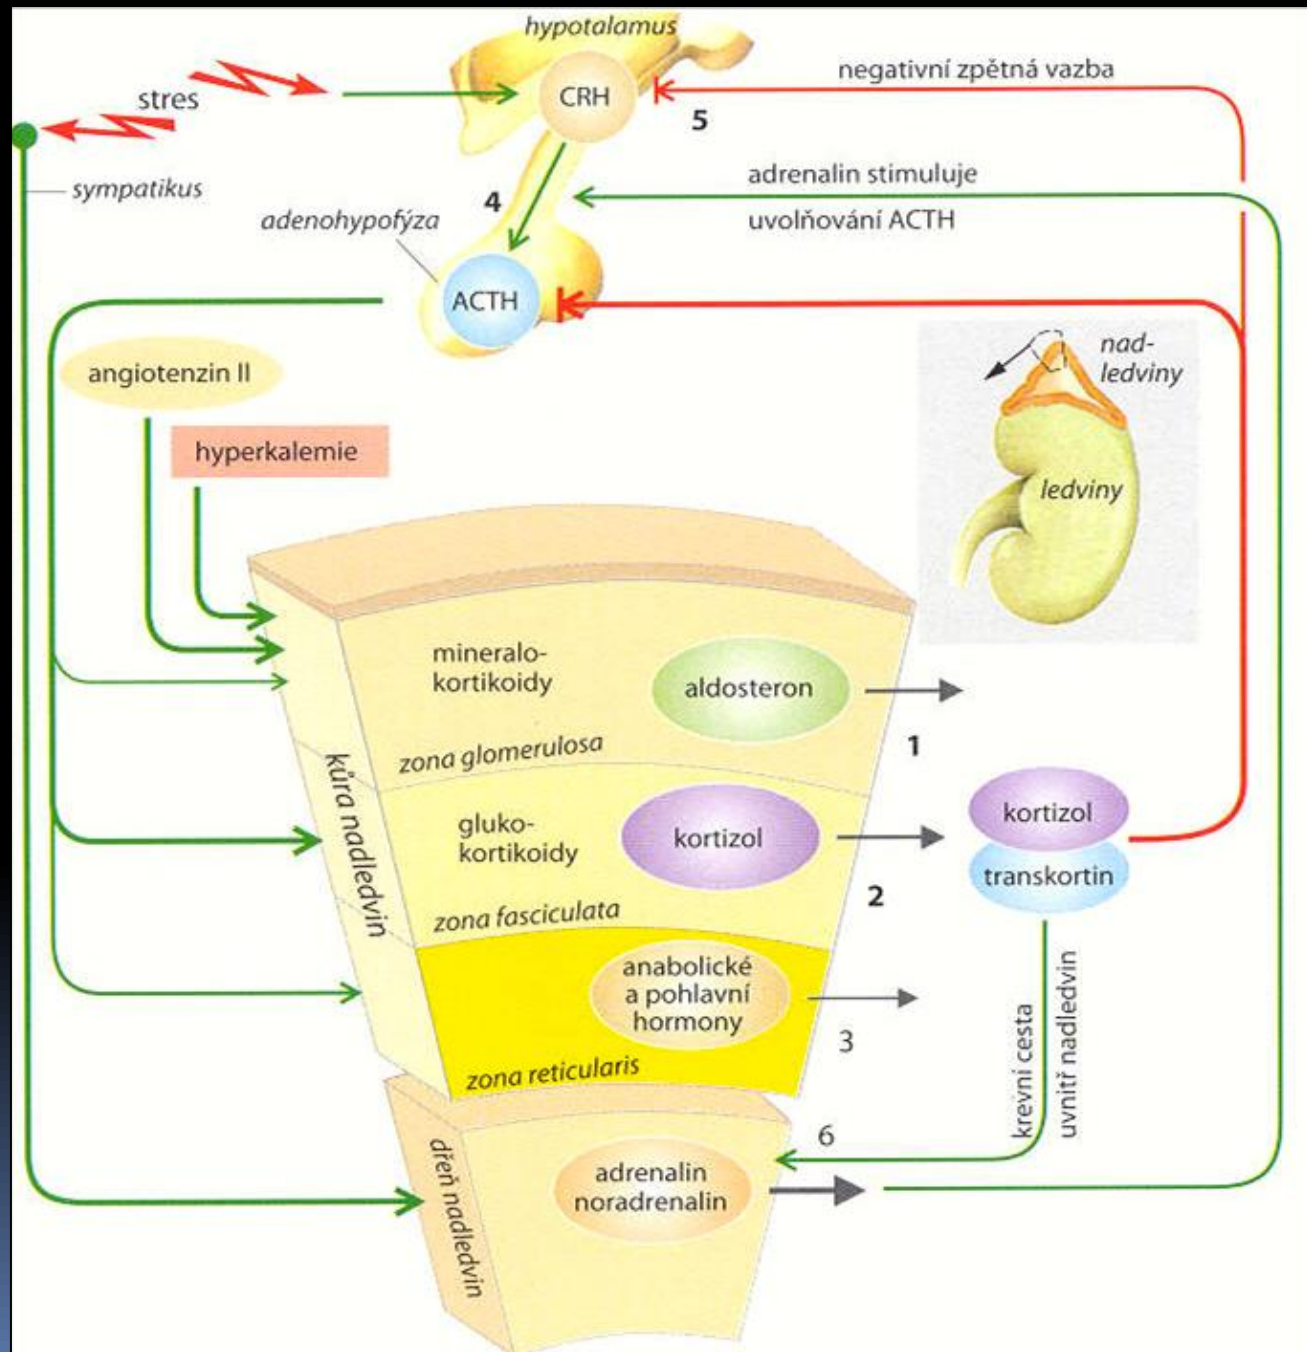 hypotalamus
negativní zpětná vazba
stres
CRH
5
sympatikus
adrenalin stimuluje
4
uvolňování ACTH
adenohypofýza
ACTH
angiotenzin II
nad-
ledviny
hyperkalemie
ledviny
mineralo-
kortikoidy
aldosteron
zona glomerulosa
1
kůra nadledvin
gluko-
kortikoidy
kortizol
kortizol
transkortin
2
zona fasciculata
anabolické
a pohlavní
hormony
3
zona reticularis
krevní cesta
uvnitř nadledvin
6
dřeň nadledvin
adrenalin
noradrenalin